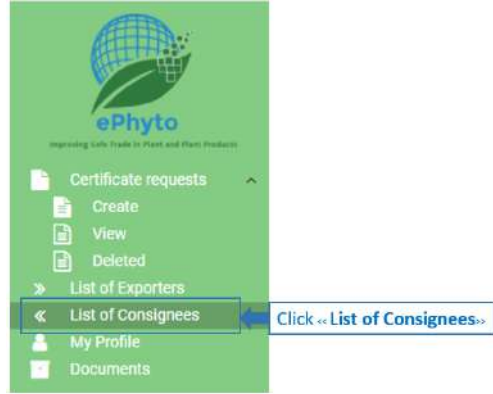 ePhyto
Improving Safe Trade in Plant and Plant Products
Certificate requests
Create
View
Deleted
List of Exporters
List of Consignees
Click «List of Consignees»
My Profile
Documents